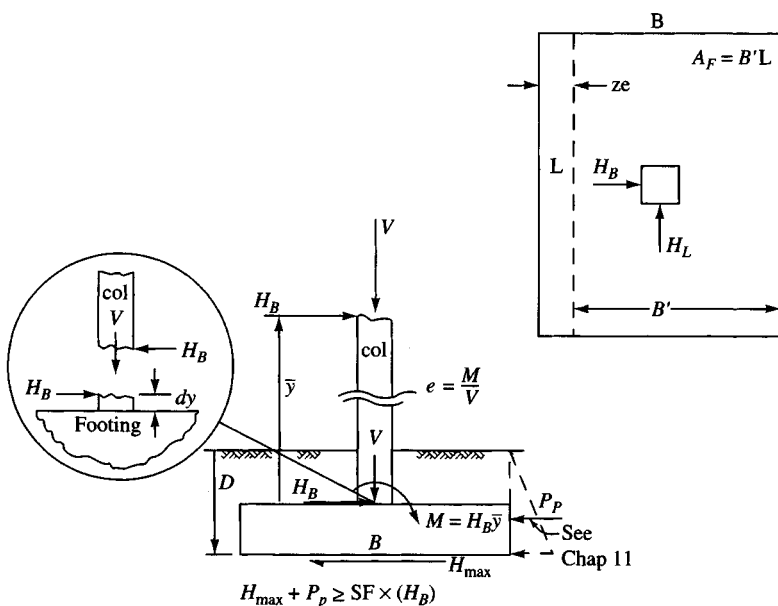 B
A_F = B'L
ze
L
H_B
H_L
B'
V
H_B
col
ȳ
e = M/V
col
V
H_B
H_B
dy
Footing
V
D
H_B
M = H_Bȳ
P_P
See
Chap 11
B
H_max
H_max + P_p ≥ SF × (H_B)